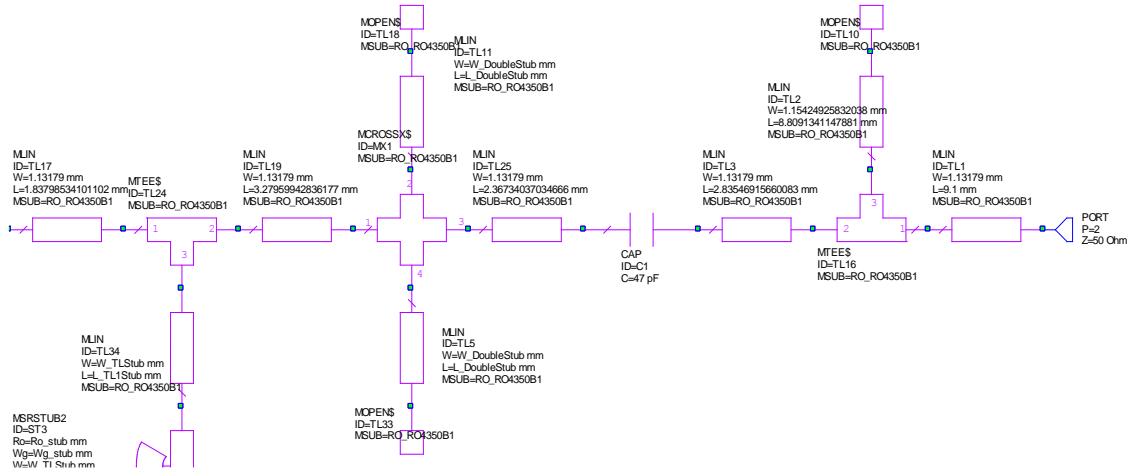 MOPEN$
ID=TL18
MSUB=RO_RO4350B1
MLIN
ID=TL11
W=W_DoubleStub mm
L=L_DoubleStub mm
MSUB=RO_RO4350B1
MOPEN$
ID=TL10
MSUB=RO_RO4350B1
MLIN
ID=TL2
W=1.15424925832038 mm
L=8.8091341147881 mm
MSUB=RO_RO4350B1
MCROSSX$
ID=MX1
MSUB=RO_RO4350B1
MLIN
ID=TL17
W=1.13179 mm
L=1.83798534101102 mm
MSUB=RO_RO4350B1
MTEE$
ID=TL24
MSUB=RO_RO4350B1
MLIN
ID=TL19
W=1.13179 mm
L=3.27959942836177 mm
MSUB=RO_RO4350B1
MLIN
ID=TL25
W=1.13179 mm
L=2.36734037034666 mm
MSUB=RO_RO4350B1
MLIN
ID=TL3
W=1.13179 mm
L=2.83546915660083 mm
MSUB=RO_RO4350B1
MLIN
ID=TL1
W=1.13179 mm
L=9.1 mm
MSUB=RO_RO4350B1
1
2
3
1
2
3
4
2
3
1
CAP
ID=C1
C=47 pF
MTEE$
ID=TL16
MSUB=RO_RO4350B1
PORT
P=2
Z=50 Ohm
MLIN
ID=TL34
W=W_TLStub mm
L=L_TL1Stub mm
MSUB=RO_RO4350B1
MLIN
ID=TL5
W=W_DoubleStub mm
L=L_DoubleStub mm
MSUB=RO_RO4350B1
MOPEN$
ID=TL33
MSUB=RO_RO4350B1
MSRSTUB2
ID=ST3
Ro=Ro_stub mm
Wg=Wg_stub mm
W=W_TLStub mm